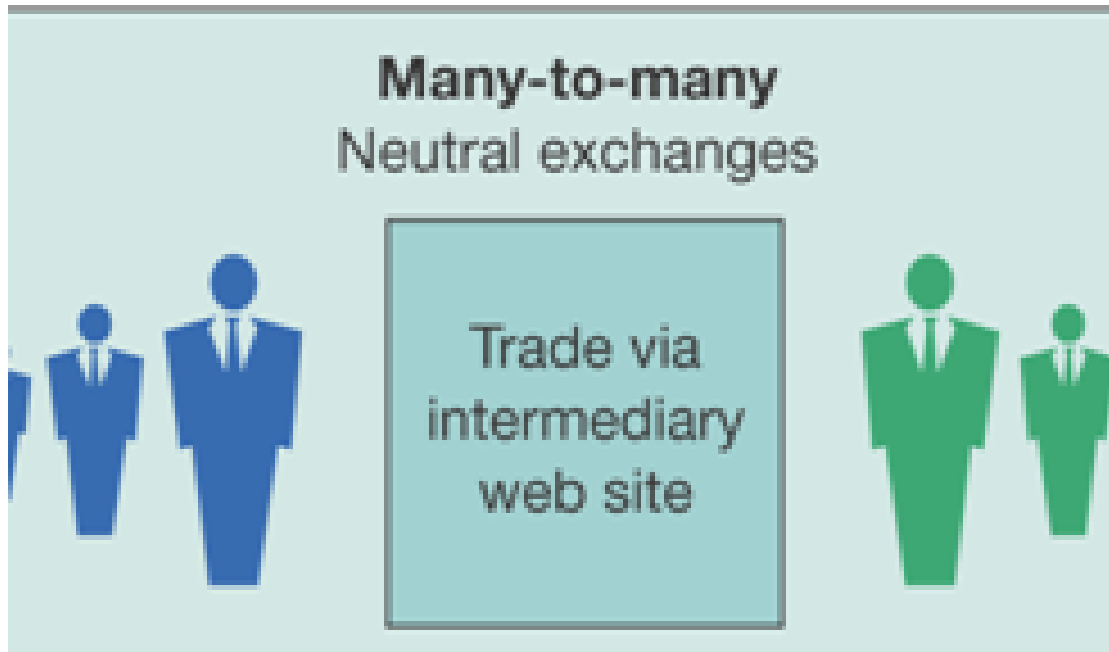 Many-to-many
Neutral exchanges
Trade via
intermediary
web site